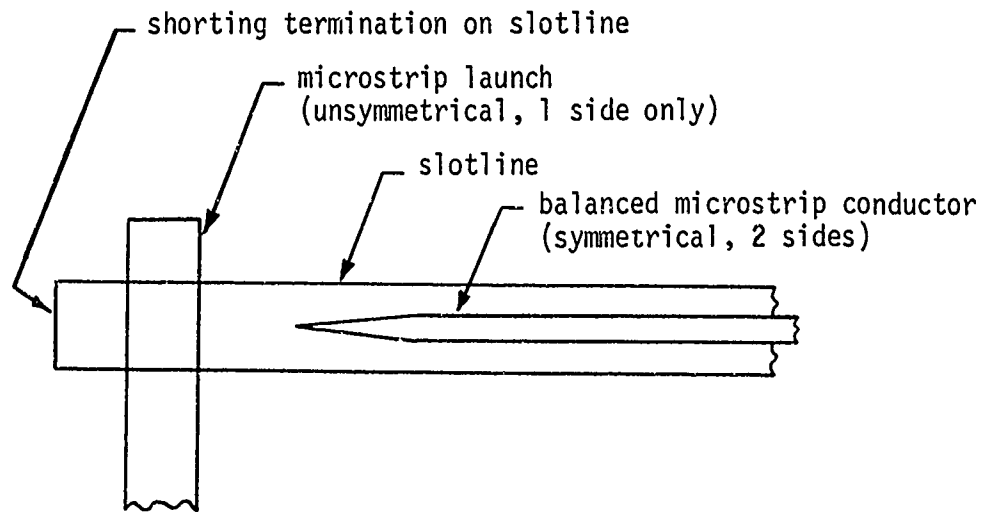 shorting termination on slotline
microstrip launch
(unsymmetrical, 1 side only)
slotline
balanced microstrip conductor
(symmetrical, 2 sides)